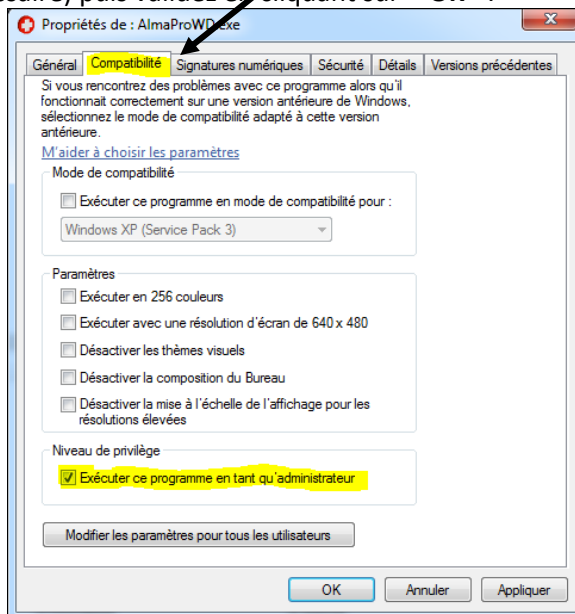 puis validez en cliquant sur
Propriétés de : AlmaProWD.exe
Général Compatibilité Signatures numériques Sécurité Détails Versions précédentes
Si vous rencontrez des problèmes avec ce programme alors qu'il
fonctionnait correctement sur une version antérieure de Windows,
sélectionnez le mode de compatibilité adapté à cette version
antérieure.
M'aider à choisir les paramètres
Mode de compatibilité
Exécuter ce programme en mode de compatibilité pour :
Windows XP (Service Pack 3)
Paramètres
Exécuter en 256 couleurs
Exécuter avec une résolution d'écran de 640 x 480
Désactiver les thèmes visuels
Désactiver la composition du Bureau
Désactiver la mise à l'échelle de l'affichage pour les
résolutions élevées
Niveau de privilège
Exécuter ce programme en tant qu'administrateur
Modifier les paramètres pour tous les utilisateurs
OK Annuler Appliquer